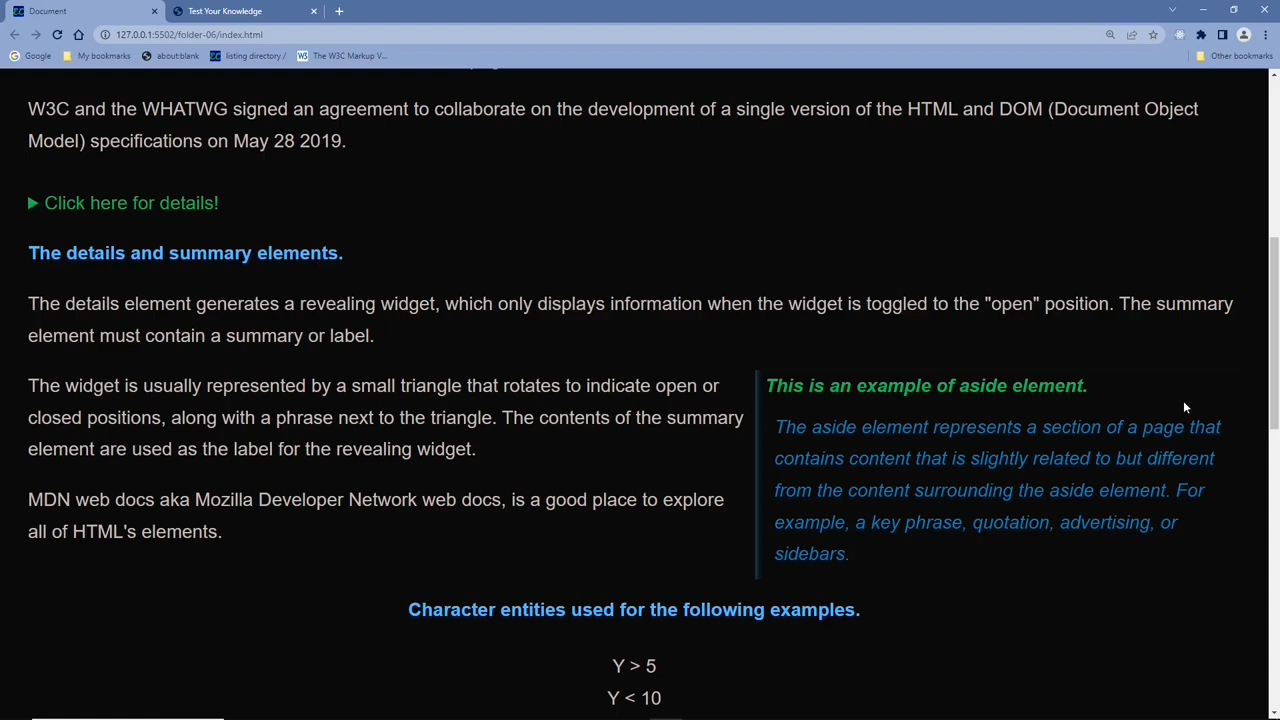 Document
Test Your Knowledge
127.0.0.1:5502/folder-06/index.html
Google
My bookmarks
about:blank
listing directory /
The W3C Markup V...
Other bookmarks
W3C and the WHATWG signed an agreement to collaborate on the development of a single version of the HTML and DOM (Document Object
Model) specifications on May 28 2019.
Click here for details!
The details and summary elements.
The details element generates a revealing widget, which only displays information when the widget is toggled to the "open" position. The summary
element must contain a summary or label.
The widget is usually represented by a small triangle that rotates to indicate open or
closed positions, along with a phrase next to the triangle. The contents of the summary
element are used as the label for the revealing widget.
MDN web docs aka Mozilla Developer Network web docs, is a good place to explore
all of HTML's elements.
This is an example of aside element.
The aside element represents a section of a page that
contains content that is slightly related to but different
from the content surrounding the aside element. For
example, a key phrase, quotation, advertising, or
sidebars.
Character entities used for the following examples.
Y > 5
Y < 10